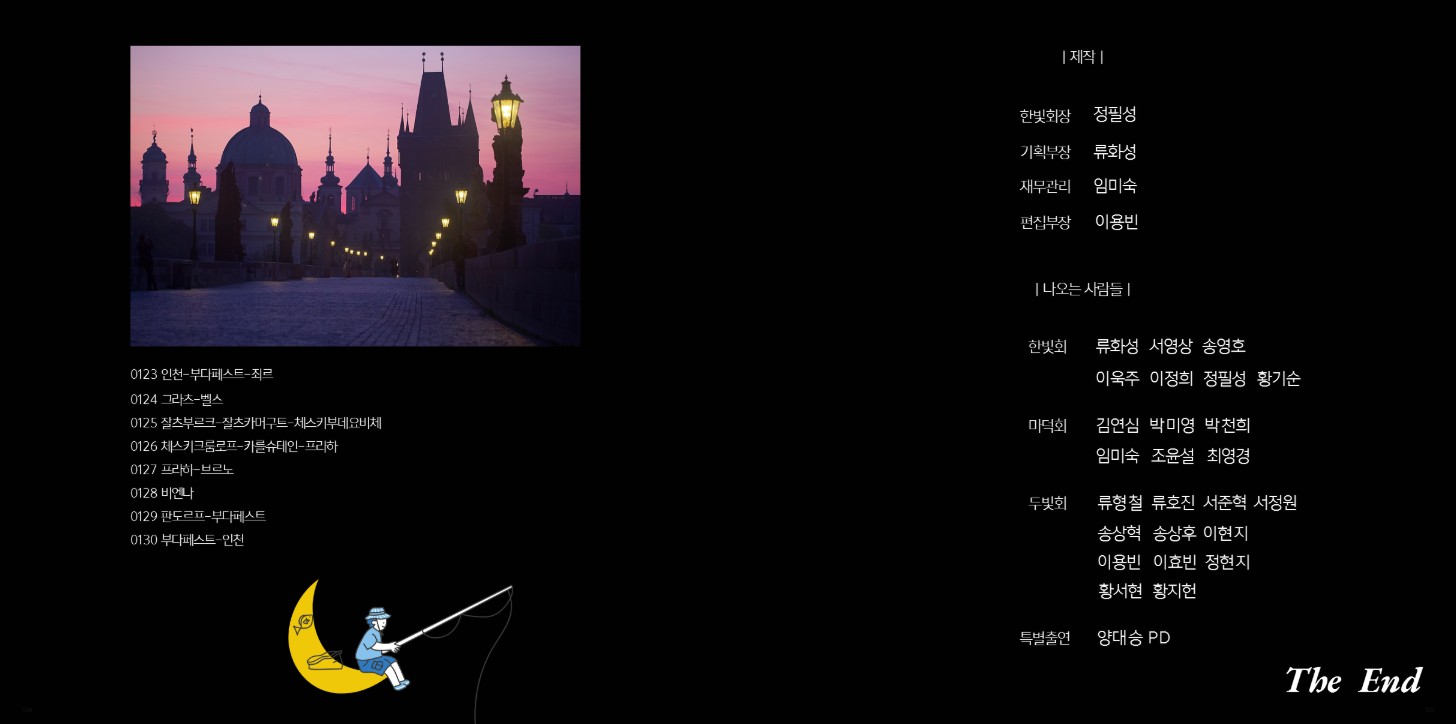 0123 인천-부다페스트-죄르
0124 그라츠-벨스
0125 잘츠부르크-잘츠카머구트-체스키부데요비체
0126 체스키크룸로프-카를슈테인-프라하
0127 프라하-브르노
0128 비엔나
0129 판도르프-부다페스트
0130 부다페스트-인천
| 제작 |
한빛회장 정필성
기획부장 류화성
재무관리 임미숙
편집부장 이용빈
| 나오는 사람들 |
한빛회 류화성 서영상 송영호
이욱주 이정희 정필성 황기순
미덕회 김연심 박미영 박천희
임미숙 조윤설 최영경
두빛회 류형철 류호진 서준혁 서정원
송상혁 송상후 이현지
이용빈 이효빈 정현지
황서현 황지헌
특별출연 양대승 PD
The End